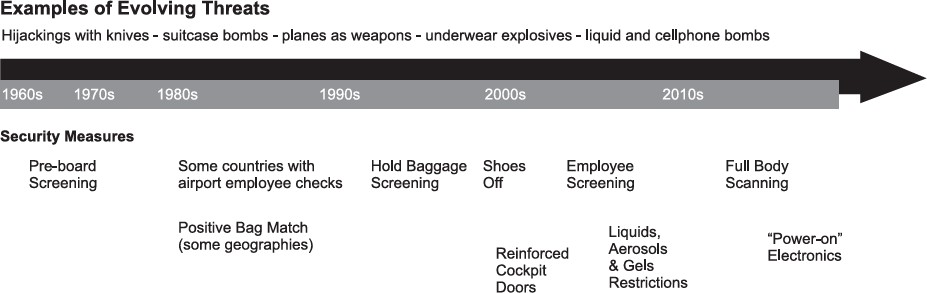 Examples of Evolving Threats
Hijackings with knives - suitcase bombs - planes as weapons - underwear explosives - liquid and cellphone bombs
1960s 1970s 1980s 1990s 2000s 2010s
Security Measures
Pre-board
Screening
Some countries with
airport employee checks
Hold Baggage
Screening
Shoes
Off
Employee
Screening
Full Body
Scanning
Positive Bag Match
(some geographies)
Reinforced
Cockpit
Doors
Liquids,
Aerosols
& Gels
Restrictions
“Power-on”
Electronics